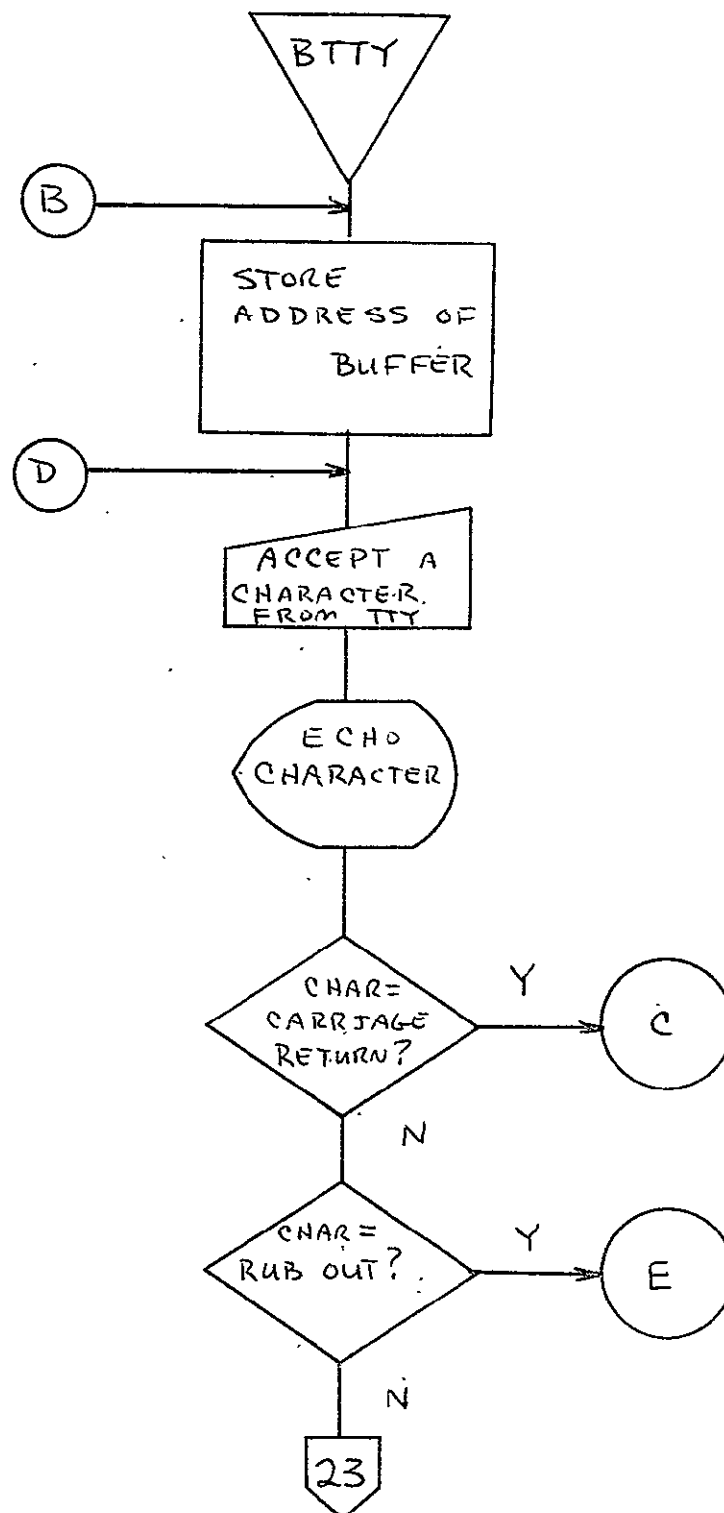 BTTY
B
STORE
ADDRESS OF
BUFFER
D
ACCEPT A
CHARACTER
FROM TTY
ECHO
CHARACTER
CHAR=
CARRIAGE
RETURN?
Y
C
N
CHAR=
RUB OUT?
Y
E
N
23